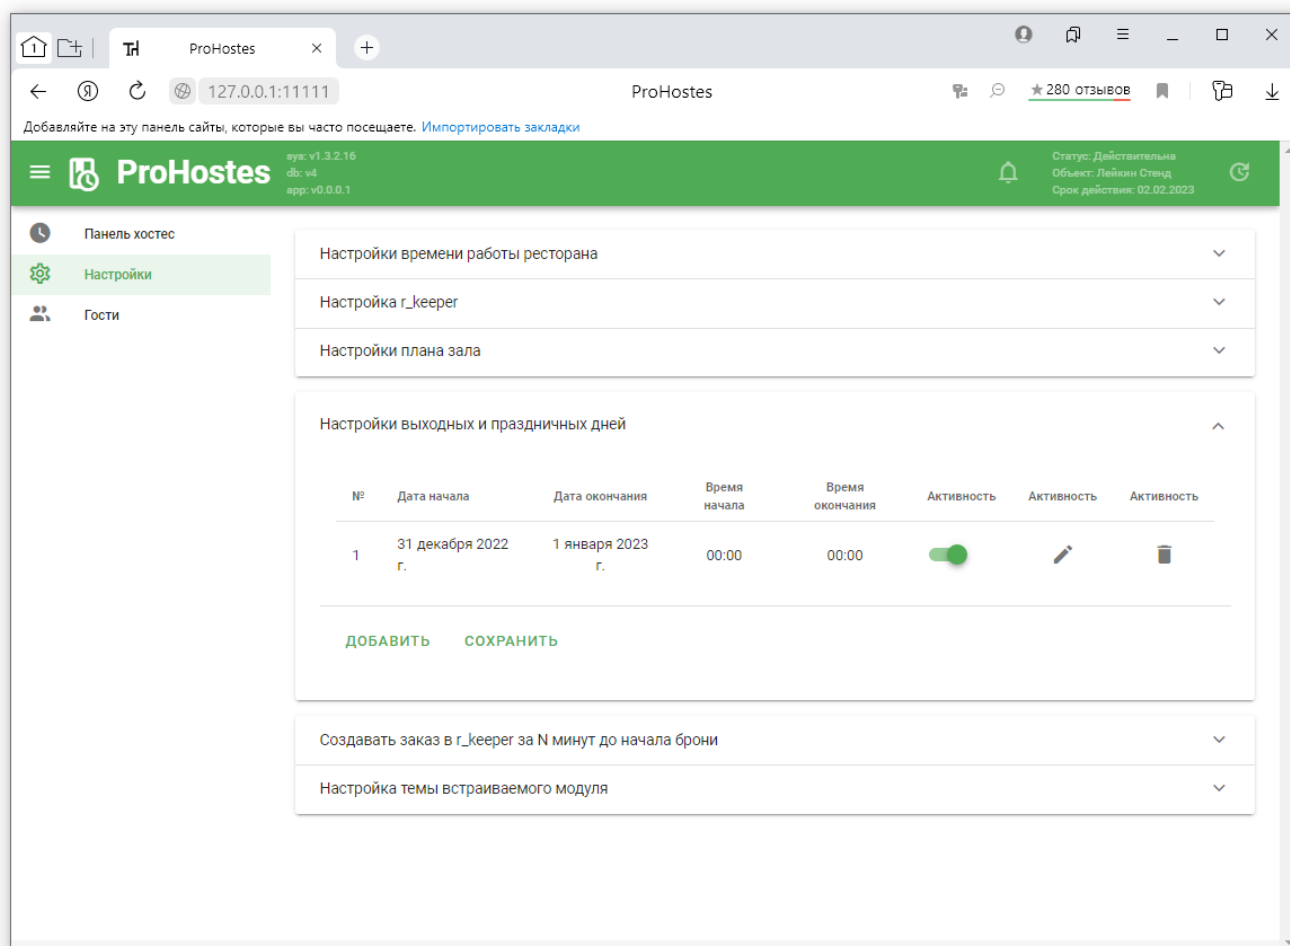 1
TH
ProHostes
Я
127.0.0.1:11111
ProHostes
280 отзывов
Добавляйте на эту панель сайты, которые вы часто посещаете. Импортировать закладки
ProHostes
sys: v1.3.2.16
db: v4
app: v0.0.0.1
Статус: Действительна
Объект: Лейкин Стенд
Срок действия: 02.02.2023
Панель хостес
Настройки
Гости
Настройки времени работы ресторана
Настройка r_keeper
Настройки плана зала
Настройки выходных и праздничных дней
№ Дата начала Дата окончания Время начала Время окончания Активность Активность Активность
1 31 декабря 2022 г. 1 января 2023 г. 00:00 00:00
ДОБАВИТЬ СОХРАНИТЬ
Создавать заказ в r_keeper за N минут до начала брони
Настройка темы встраиваемого модуля